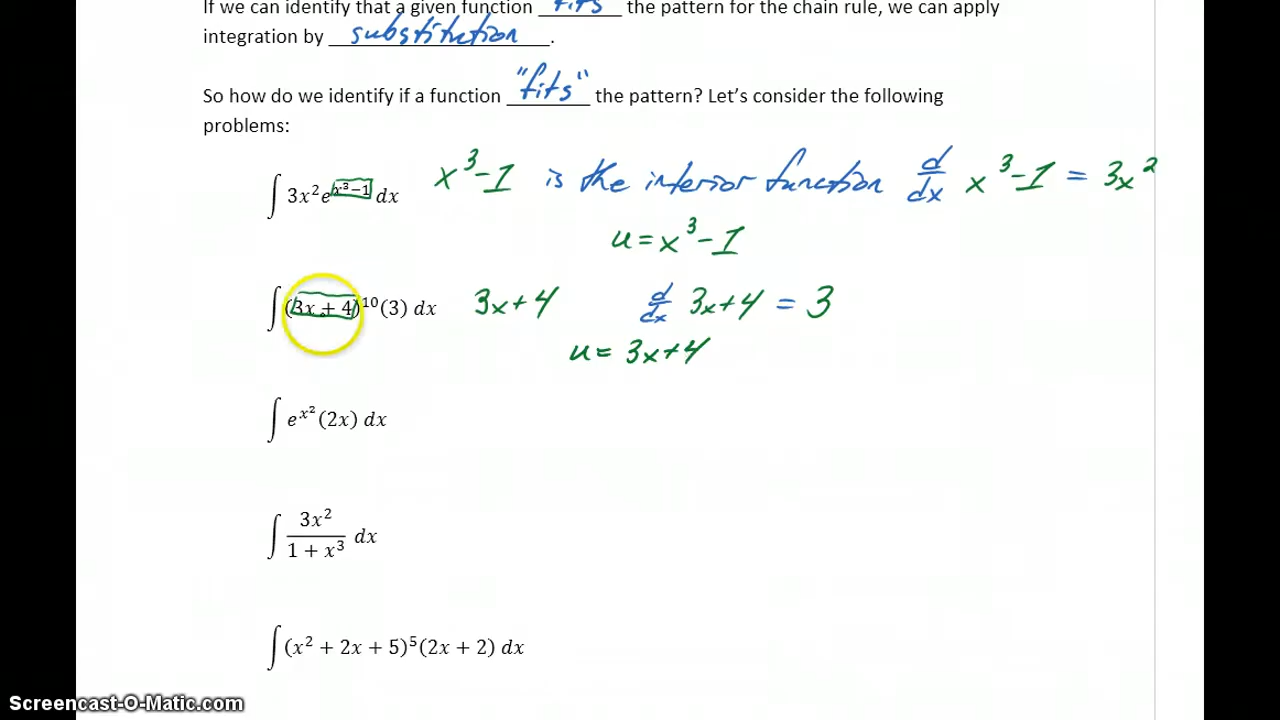 If we can identify that a given function fits the pattern for the chain rule, we can apply
integration by substitution.
So how do we identify if a function "fits" the pattern? Let's consider the following
problems:
∫ 3x²e^(x³−1) dx x³-1 is the interior function d/dx x³-1 = 3x²
u = x³-1
∫ (3x + 4)¹⁰(3) dx 3x+4 d/dx 3x+4 = 3
u = 3x+4
∫ e^(x²)(2x) dx
∫ 3x²/(1 + x³) dx
∫ (x² + 2x + 5)⁵(2x + 2) dx
Screencast-O-Matic.com